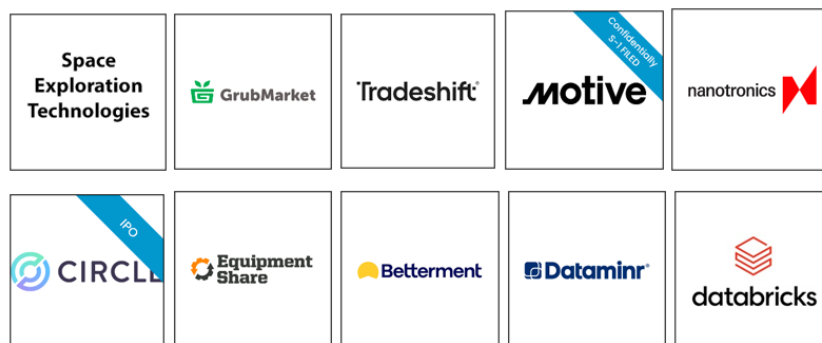 Space
Exploration
Technologies
GrubMarket
Tradeshift®
Confidentially
S-1 FILED
Motive
nanotronics
IPO
CIRCLE
Equipment
Share
Betterment
Dataminr®
databricks